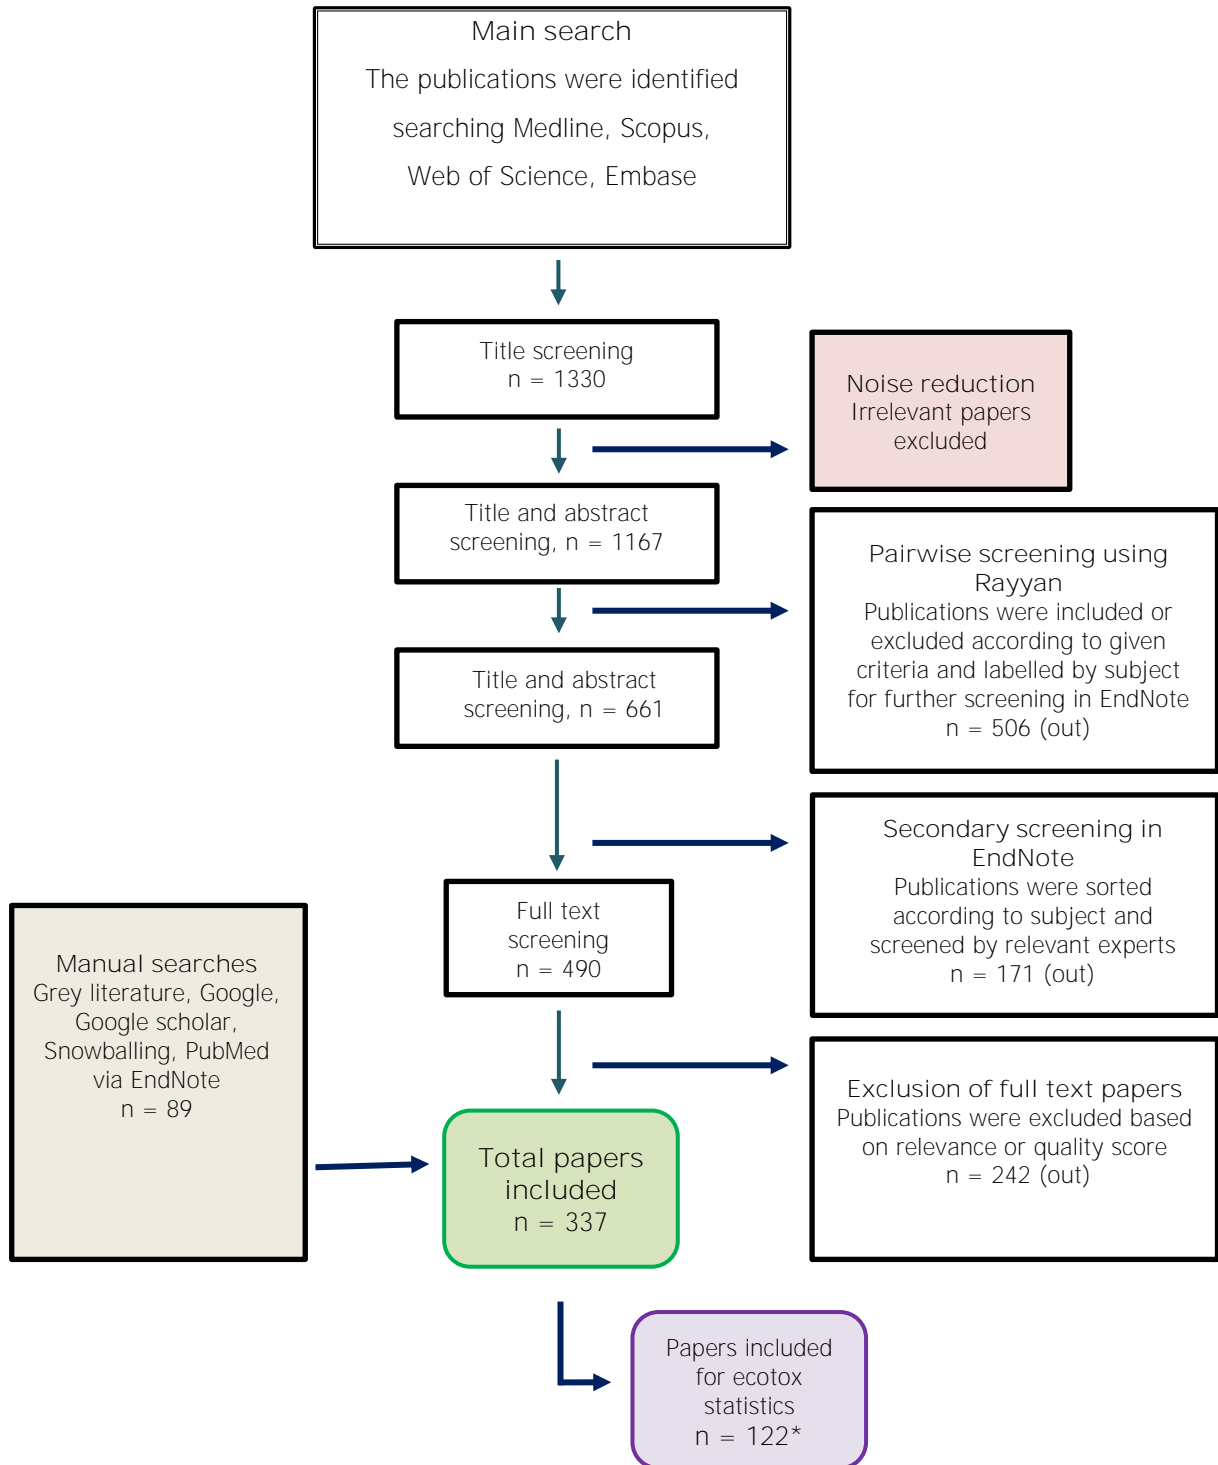 Main search
The publications were identified
searching Medline, Scopus,
Web of Science, Embase
Title screening
n = 1330
Noise reduction
Irrelevant papers
excluded
Title and abstract
screening, n = 1167
Pairwise screening using
Rayyan
Publications were included or
excluded according to given
criteria and labelled by subject
for further screening in EndNote
n = 506 (out)
Title and abstract
screening, n = 661
Secondary screening in
EndNote
Publications were sorted
according to subject and
screened by relevant experts
n = 171 (out)
Full text
screening
n = 490
Manual searches
Grey literature, Google,
Google scholar,
Snowballing, PubMed
via EndNote
n = 89
Exclusion of full text papers
Publications were excluded based
on relevance or quality score
n = 242 (out)
Total papers
included
n = 337
Papers included
for ecotox
statistics
n = 122*